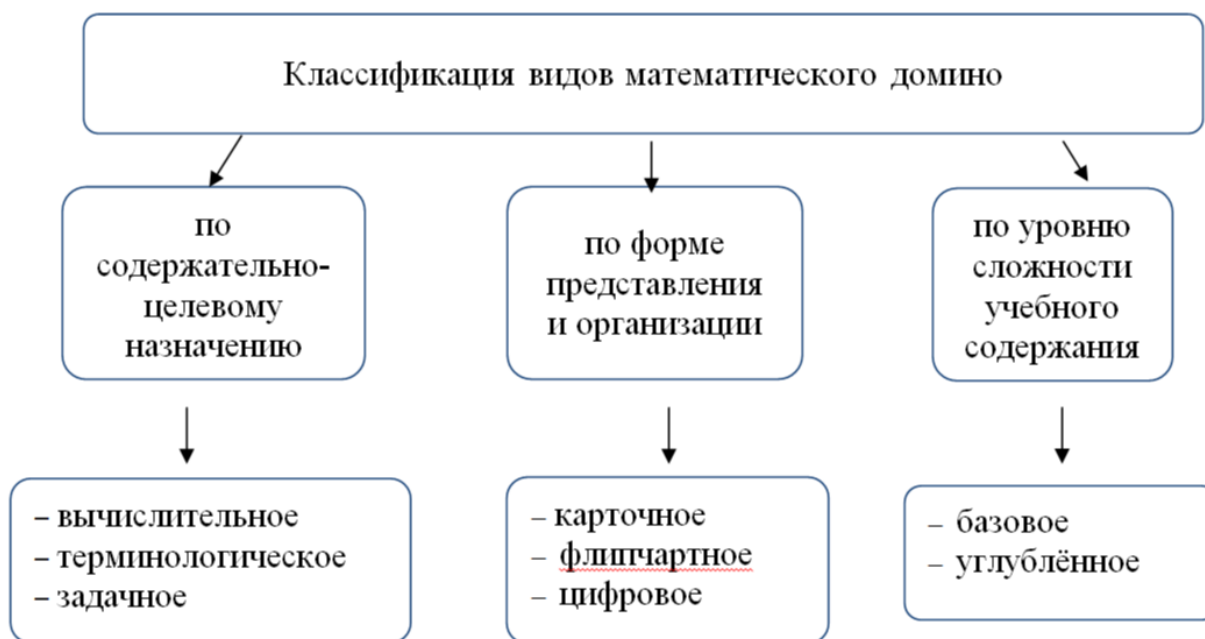 Классификация видов математического домино
по
содержательно-
целевому
назначению
по форме
представления
и организации
по уровню
сложности
учебного
содержания
– вычислительное
– терминологическое
– задачное
– карточное
– флипчартное
– цифровое
– базовое
– углублённое